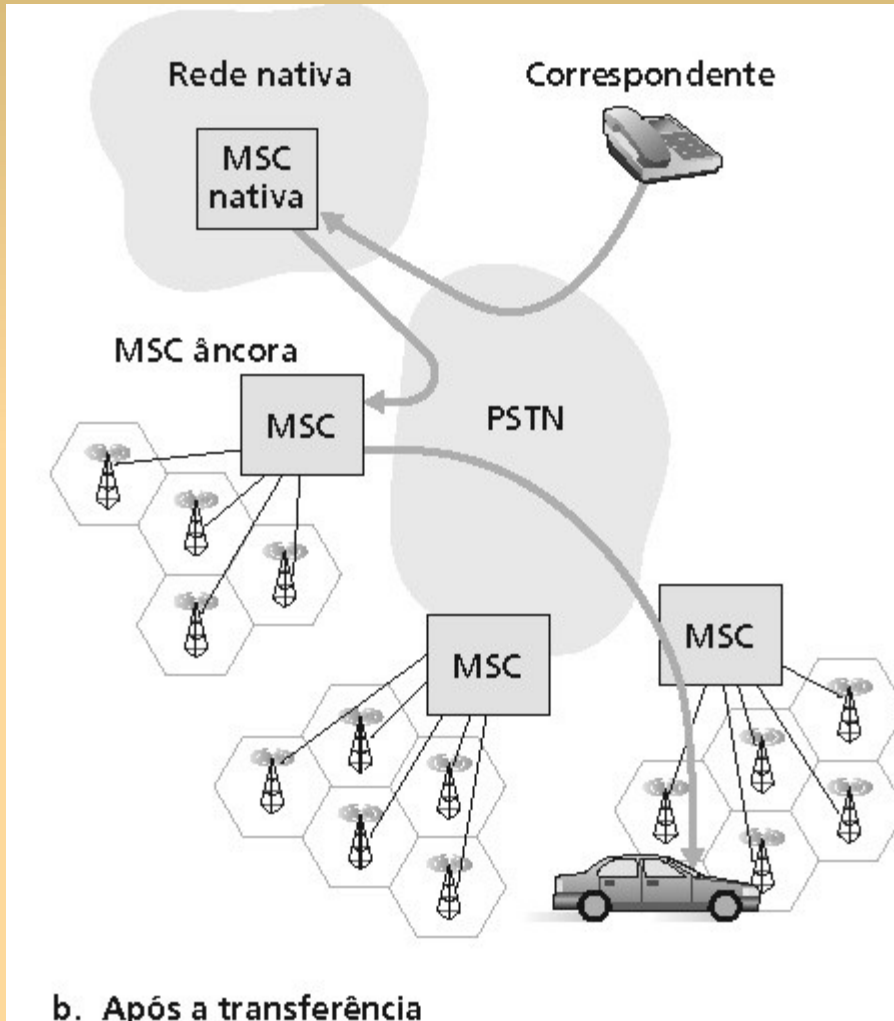 Rede nativa
Correspondente
MSC
nativa
MSC âncora
MSC
PSTN
MSC
MSC
b. Após a transferência